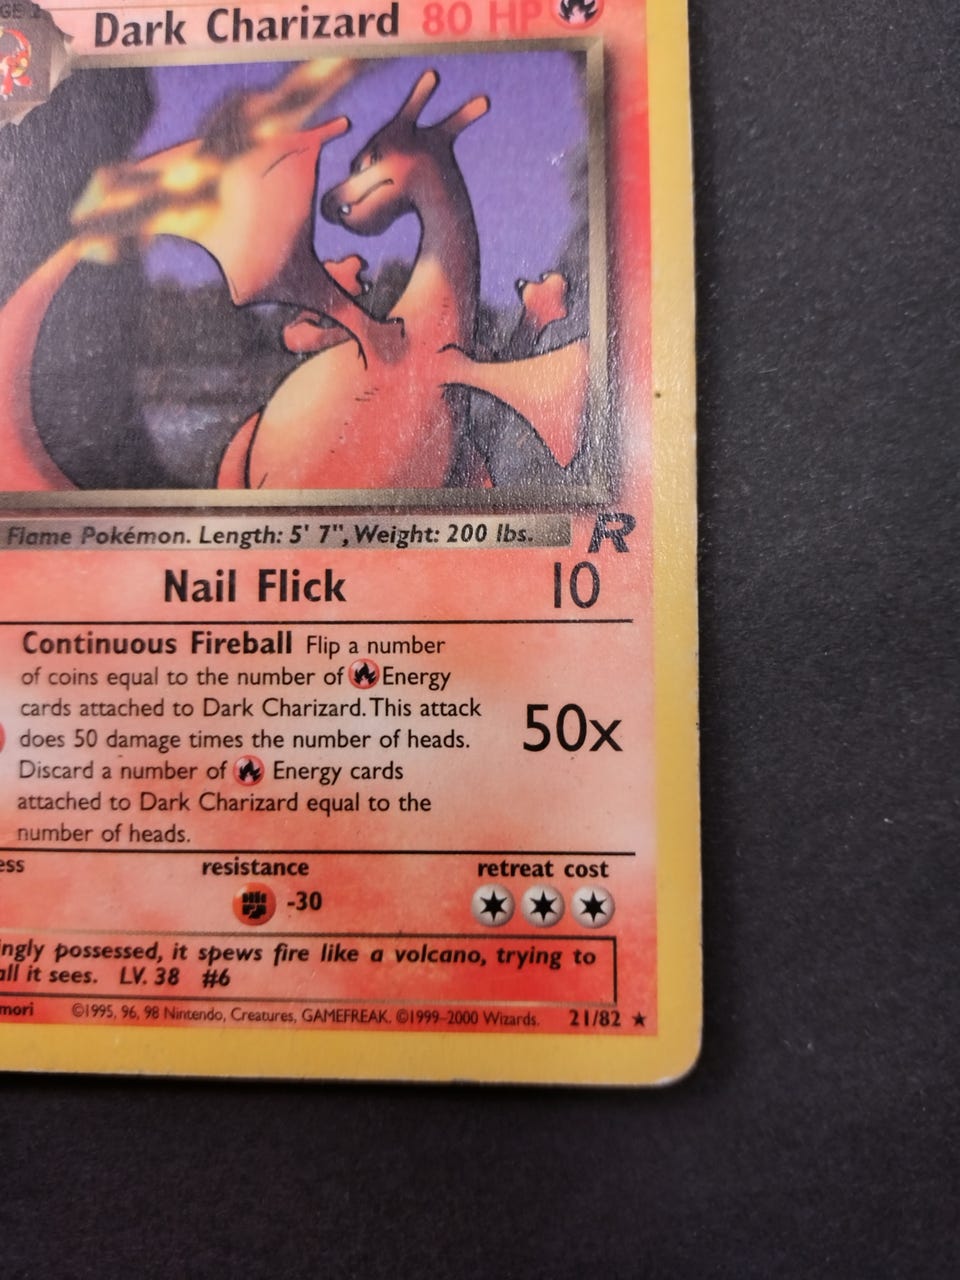 GE 2
Dark Charizard 80 HP
Flame Pokémon. Length: 5' 7", Weight: 200 lbs.
R
Nail Flick 10
Continuous Fireball Flip a number
of coins equal to the number of Energy
cards attached to Dark Charizard. This attack
does 50 damage times the number of heads.
50x
Discard a number of Energy cards
attached to Dark Charizard equal to the
number of heads.
ess resistance retreat cost
-30
ingly possessed, it spews fire like a volcano, trying to
all it sees. LV. 38 #6
mori ©1995, 96, 98 Nintendo, Creatures, GAMEFREAK. ©1999-2000 Wizards. 21/82 ★